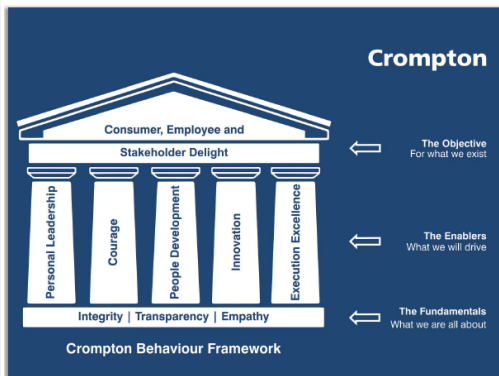 Crompton
Consumer, Employee and
Stakeholder Delight
The Objective
For what we exist
Personal Leadership
Courage
People Development
Innovation
Execution Excellence
The Enablers
What we will drive
Integrity | Transparency | Empathy
The Fundamentals
What we are all about
Crompton Behaviour Framework